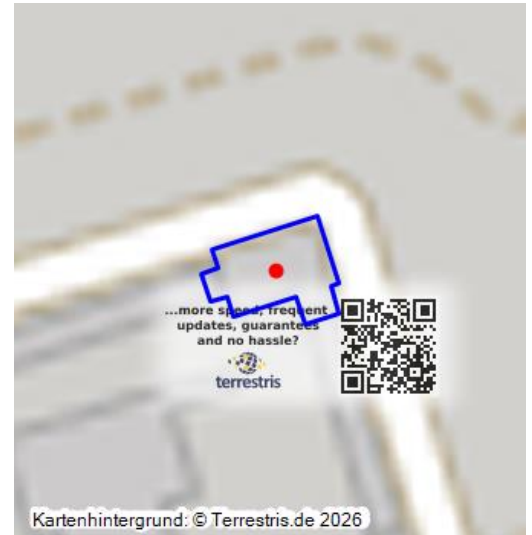 ...more speed, frequent
updates, guarantees
and no hassle?
terrestris
Kartenhintergrund: © Terrestris.de 2026